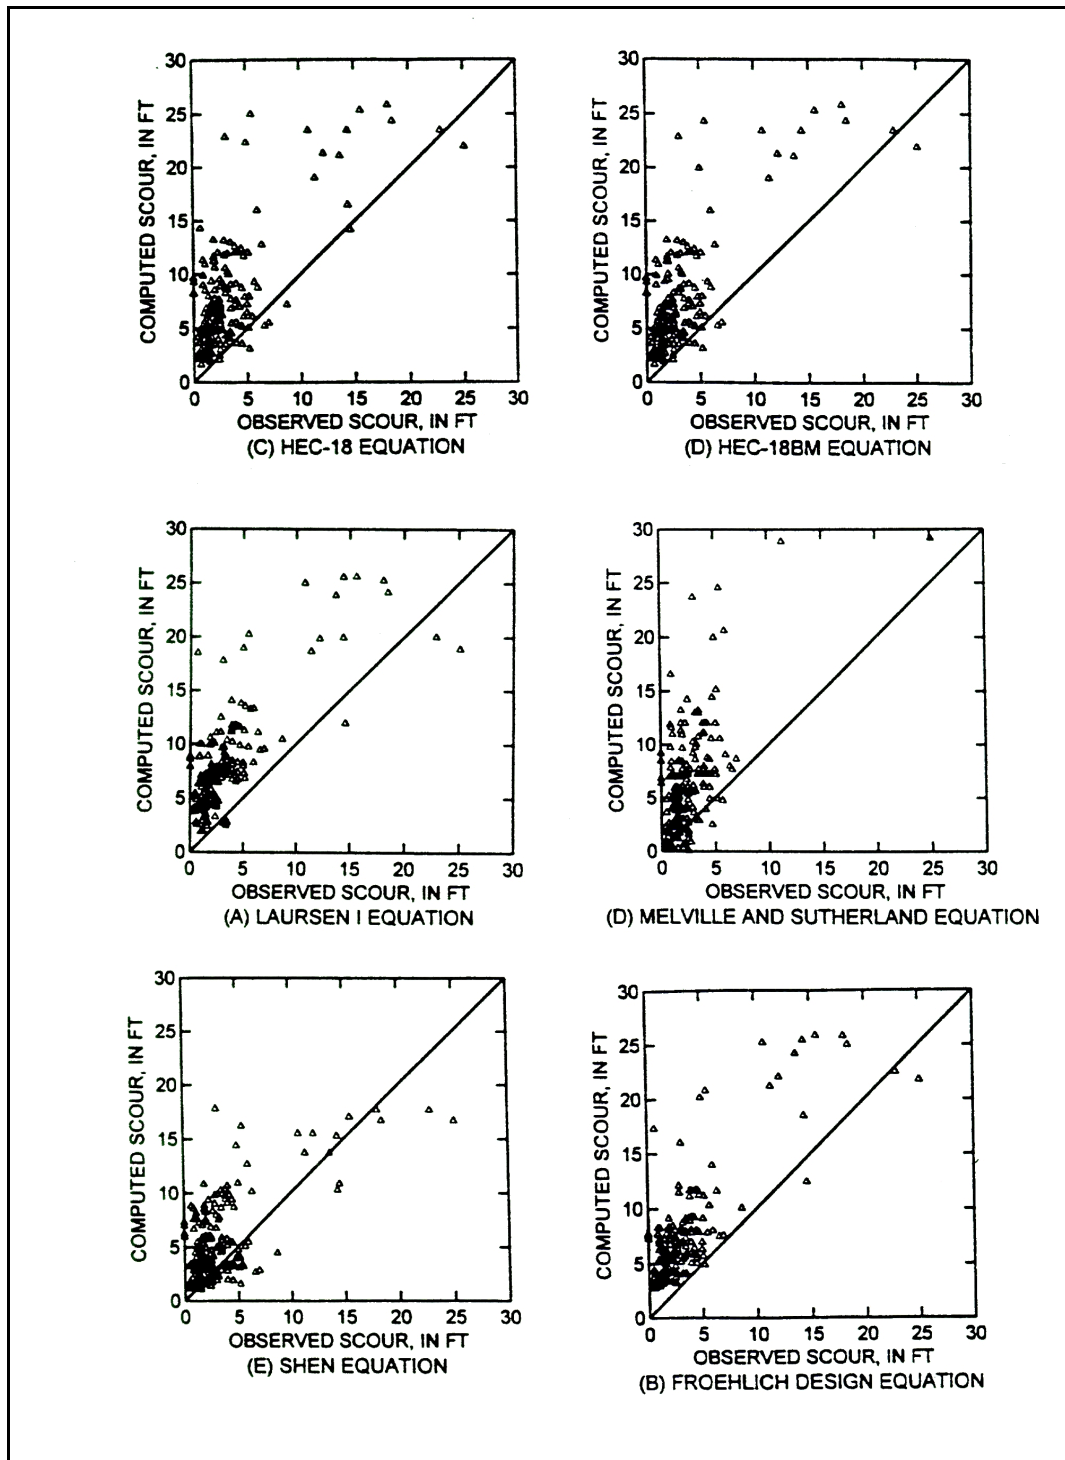 30
25
20
15
10
5
0
COMPUTED SCOUR, IN FT
0 5 10 15 20 25 30
OBSERVED SCOUR, IN FT
(C) HEC-18 EQUATION
30
25
20
15
10
5
0
COMPUTED SCOUR, IN FT
0 5 10 15 20 25 30
OBSERVED SCOUR, IN FT
(D) HEC-18BM EQUATION
30
25
20
15
10
5
0
COMPUTED SCOUR, IN FT
0 5 10 15 20 25 30
OBSERVED SCOUR, IN FT
(A) LAURSEN I EQUATION
30
25
20
15
10
5
0
COMPUTED SCOUR, IN FT
0 5 10 15 20 25 30
OBSERVED SCOUR, IN FT
(D) MELVILLE AND SUTHERLAND EQUATION
30
25
20
15
10
5
0
COMPUTED SCOUR, IN FT
0 5 10 15 20 25 30
OBSERVED SCOUR, IN FT
(E) SHEN EQUATION
30
25
20
15
10
5
0
COMPUTED SCOUR, IN FT
0 5 10 15 20 25 30
OBSERVED SCOUR, IN FT
(B) FROEHLICH DESIGN EQUATION